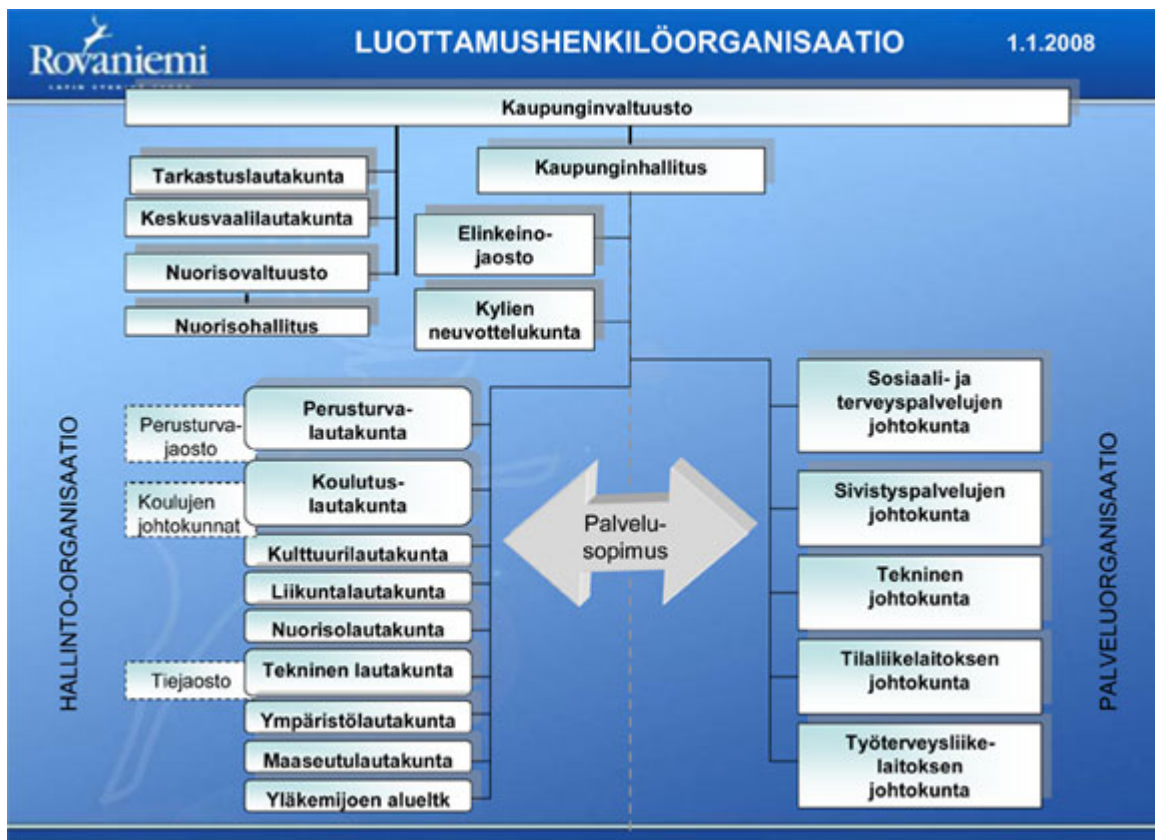 Rovaniemi
LUOTTAMUSHENKILÖORGANISAATIO
1.1.2008
Kaupunginvaltuusto
Tarkastuslautakunta
Keskusvaalilautakunta
Nuorisovaltuusto
Nuorisohallitus
Kaupunginhallitus
Elinkeino-
jaosto
Kylien
neuvottelukunta
HALLINTO-ORGANISAATIO
Perusturva-
jaosto
Koulujen
johtokunnat
Tiejaosto
Perusturva-
lautakunta
Koulutus-
lautakunta
Kulttuurilautakunta
Liikuntalautakunta
Nuorisolautakunta
Tekninen lautakunta
Ympäristölautakunta
Maaseutulautakunta
Yläkemijoen alueltk
Palvelu-
sopimus
Sosiaali- ja
terveyspalvelujen
johtokunta
Sivistyspalvelujen
johtokunta
Tekninen
johtokunta
Tilaliikelaitoksen
johtokunta
Työterveysliike-
laitoksen
johtokunta
PALVELUORGANISAATIO